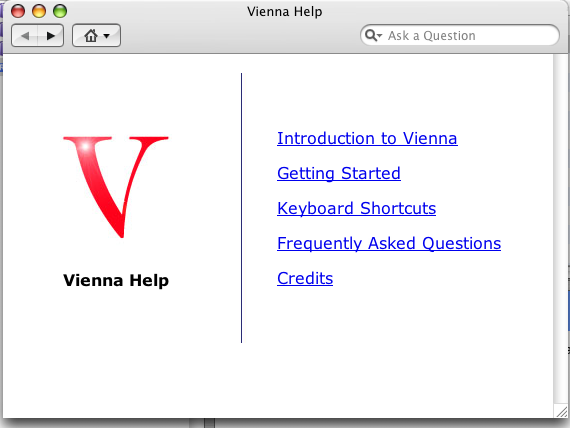 Vienna Help
Ask a Question
V
Vienna Help
Introduction to Vienna
Getting Started
Keyboard Shortcuts
Frequently Asked Questions
Credits